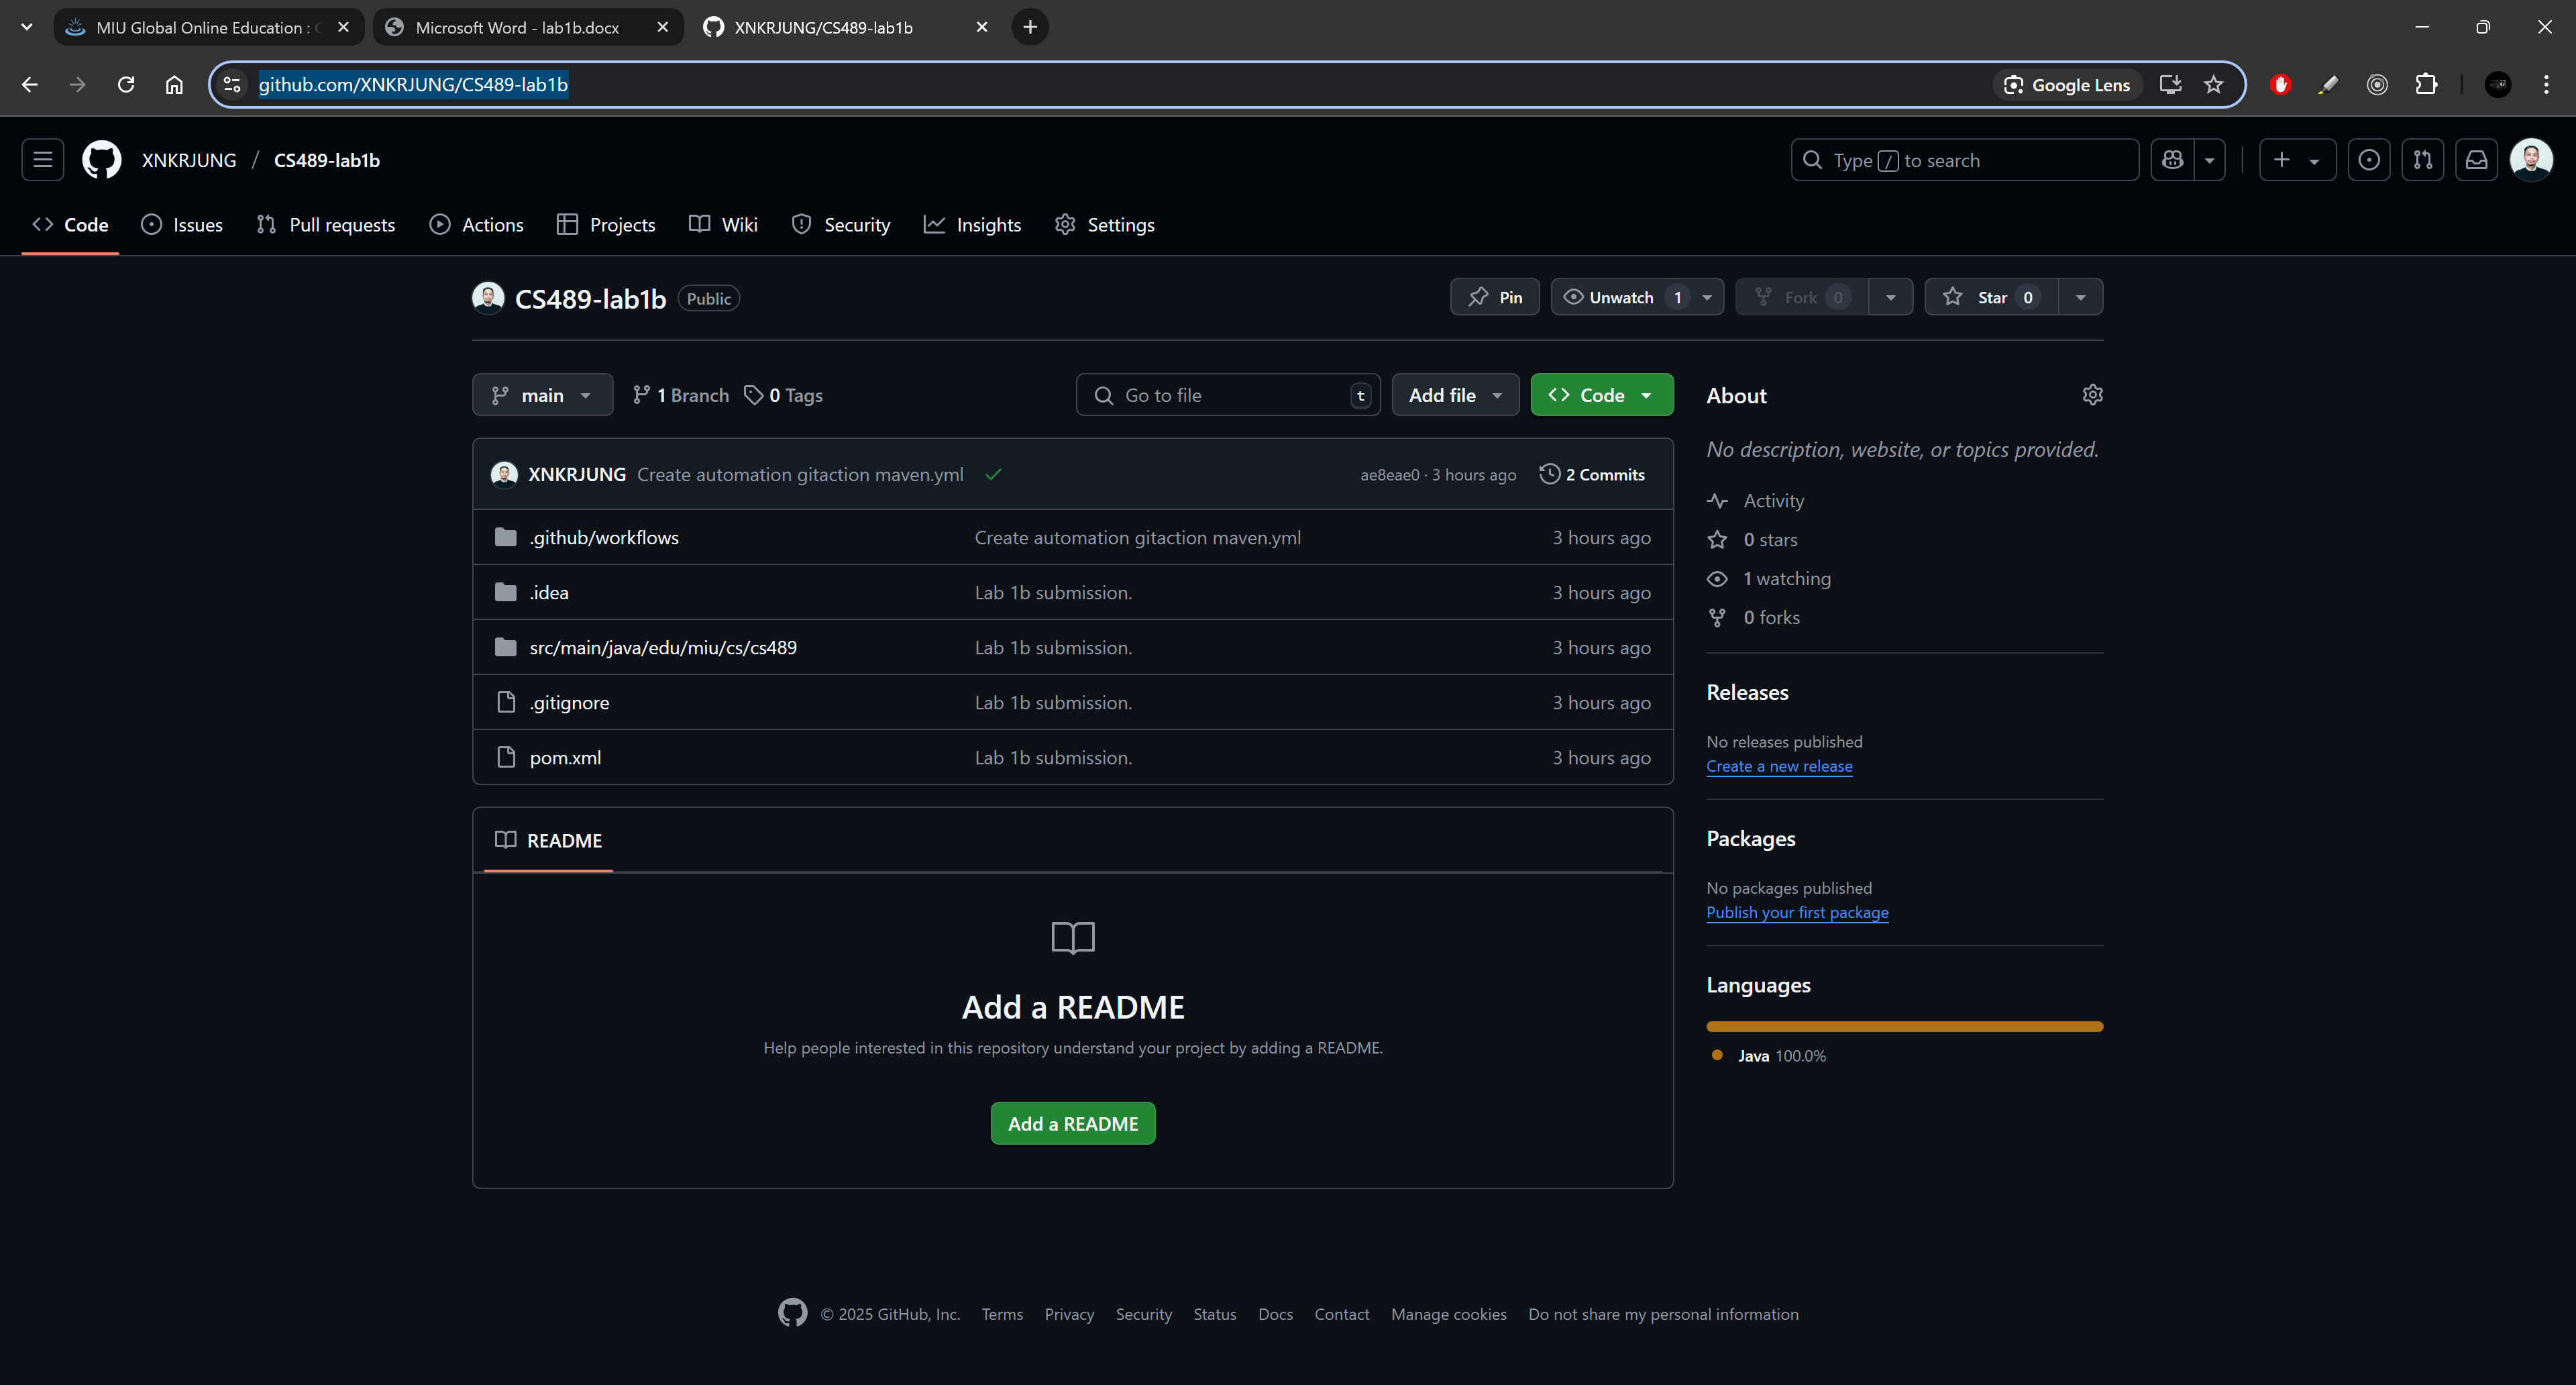 MIU Global Online Education :
Microsoft Word - lab1b.docx
XNKRJUNG/CS489-lab1b
github.com/XNKRJUNG/CS489-lab1b
Google Lens
XNKRJUNG / CS489-lab1b
Type / to search
Code
Issues
Pull requests
Actions
Projects
Wiki
Security
Insights
Settings
CS489-lab1b
Public
Pin
Unwatch 1
Fork 0
Star 0
main
1 Branch
0 Tags
Go to file
t
Add file
Code
XNKRJUNG Create automation gitaction maven.yml
ae8eae0 · 3 hours ago
2 Commits
.github/workflows Create automation gitaction maven.yml 3 hours ago
.idea Lab 1b submission. 3 hours ago
src/main/java/edu/miu/cs/cs489 Lab 1b submission. 3 hours ago
.gitignore Lab 1b submission. 3 hours ago
pom.xml Lab 1b submission. 3 hours ago
README
Add a README
Help people interested in this repository understand your project by adding a README.
Add a README
About
No description, website, or topics provided.
Activity
0 stars
1 watching
0 forks
Releases
No releases published
Create a new release
Packages
No packages published
Publish your first package
Languages
Java 100.0%
© 2025 GitHub, Inc. Terms Privacy Security Status Docs Contact Manage cookies Do not share my personal information